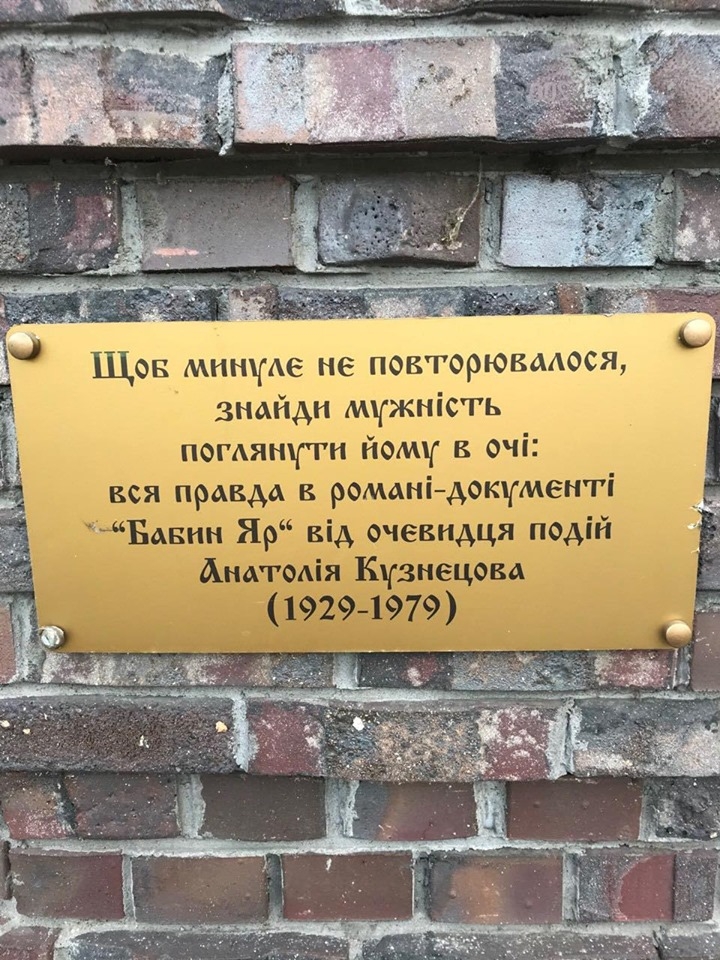 Щоб минуле не повторювалося,
знайди мужність
поглянути йому в очі:
вся правда в романі-документі
“Бабин Яр“ від очевидця подій
Анатолія Кузнєцова
(1929-1979)